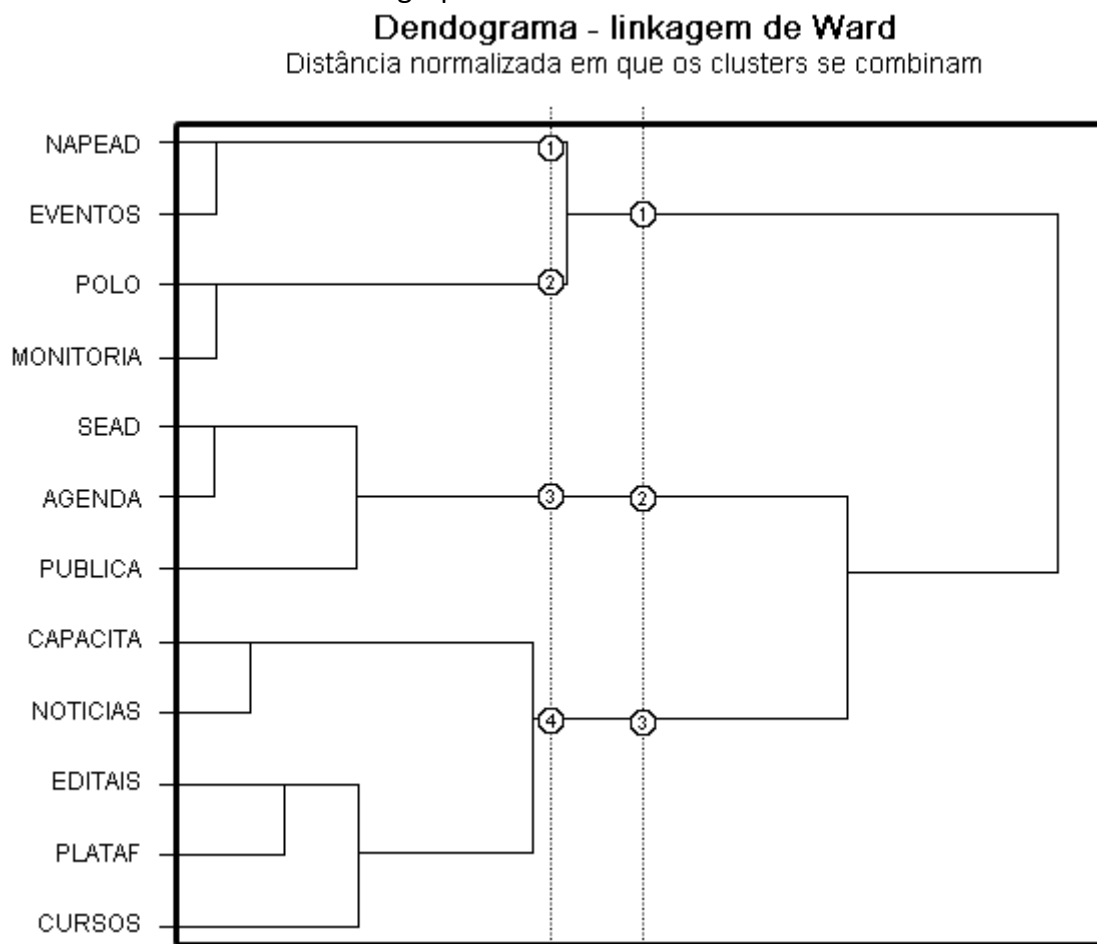 Dendograma - linkagem de Ward
Distância normalizada em que os clusters se combinam
NAPEAD
1
EVENTOS
1
POLO
2
MONITORIA
SEAD
AGENDA
3
2
PUBLICA
CAPACITA
NOTICIAS
4
3
EDITAIS
PLATAF
CURSOS